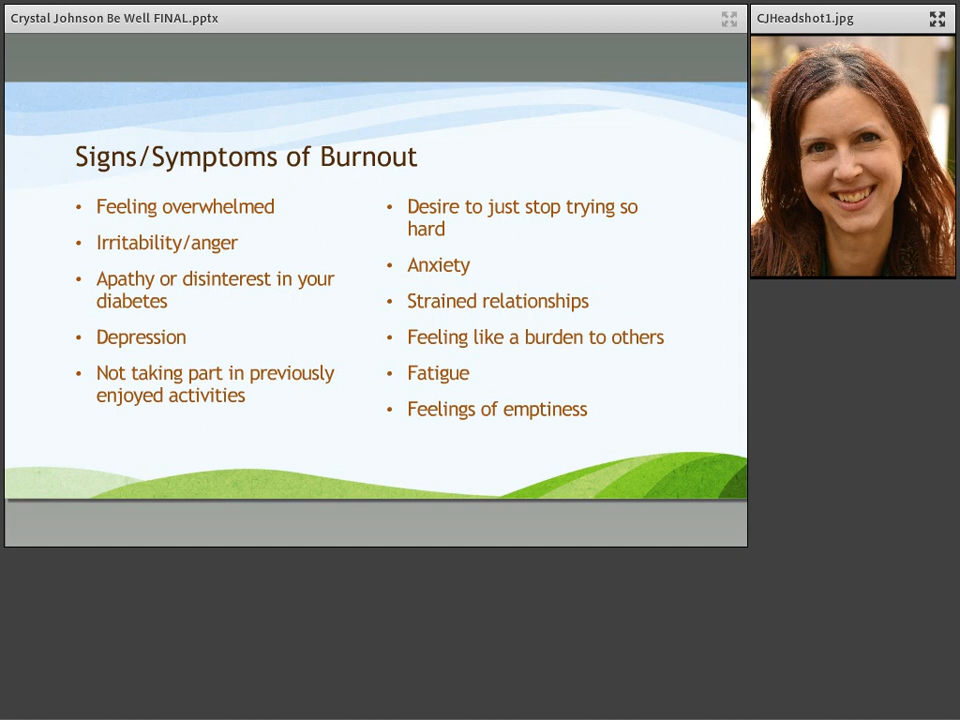 Crystal Johnson Be Well FINAL.pptx
CJHeadshot1.jpg
Signs/Symptoms of Burnout
• Feeling overwhelmed
• Irritability/anger
• Apathy or disinterest in your
diabetes
• Depression
• Not taking part in previously
enjoyed activities
• Desire to just stop trying so
hard
• Anxiety
• Strained relationships
• Feeling like a burden to others
• Fatigue
• Feelings of emptiness